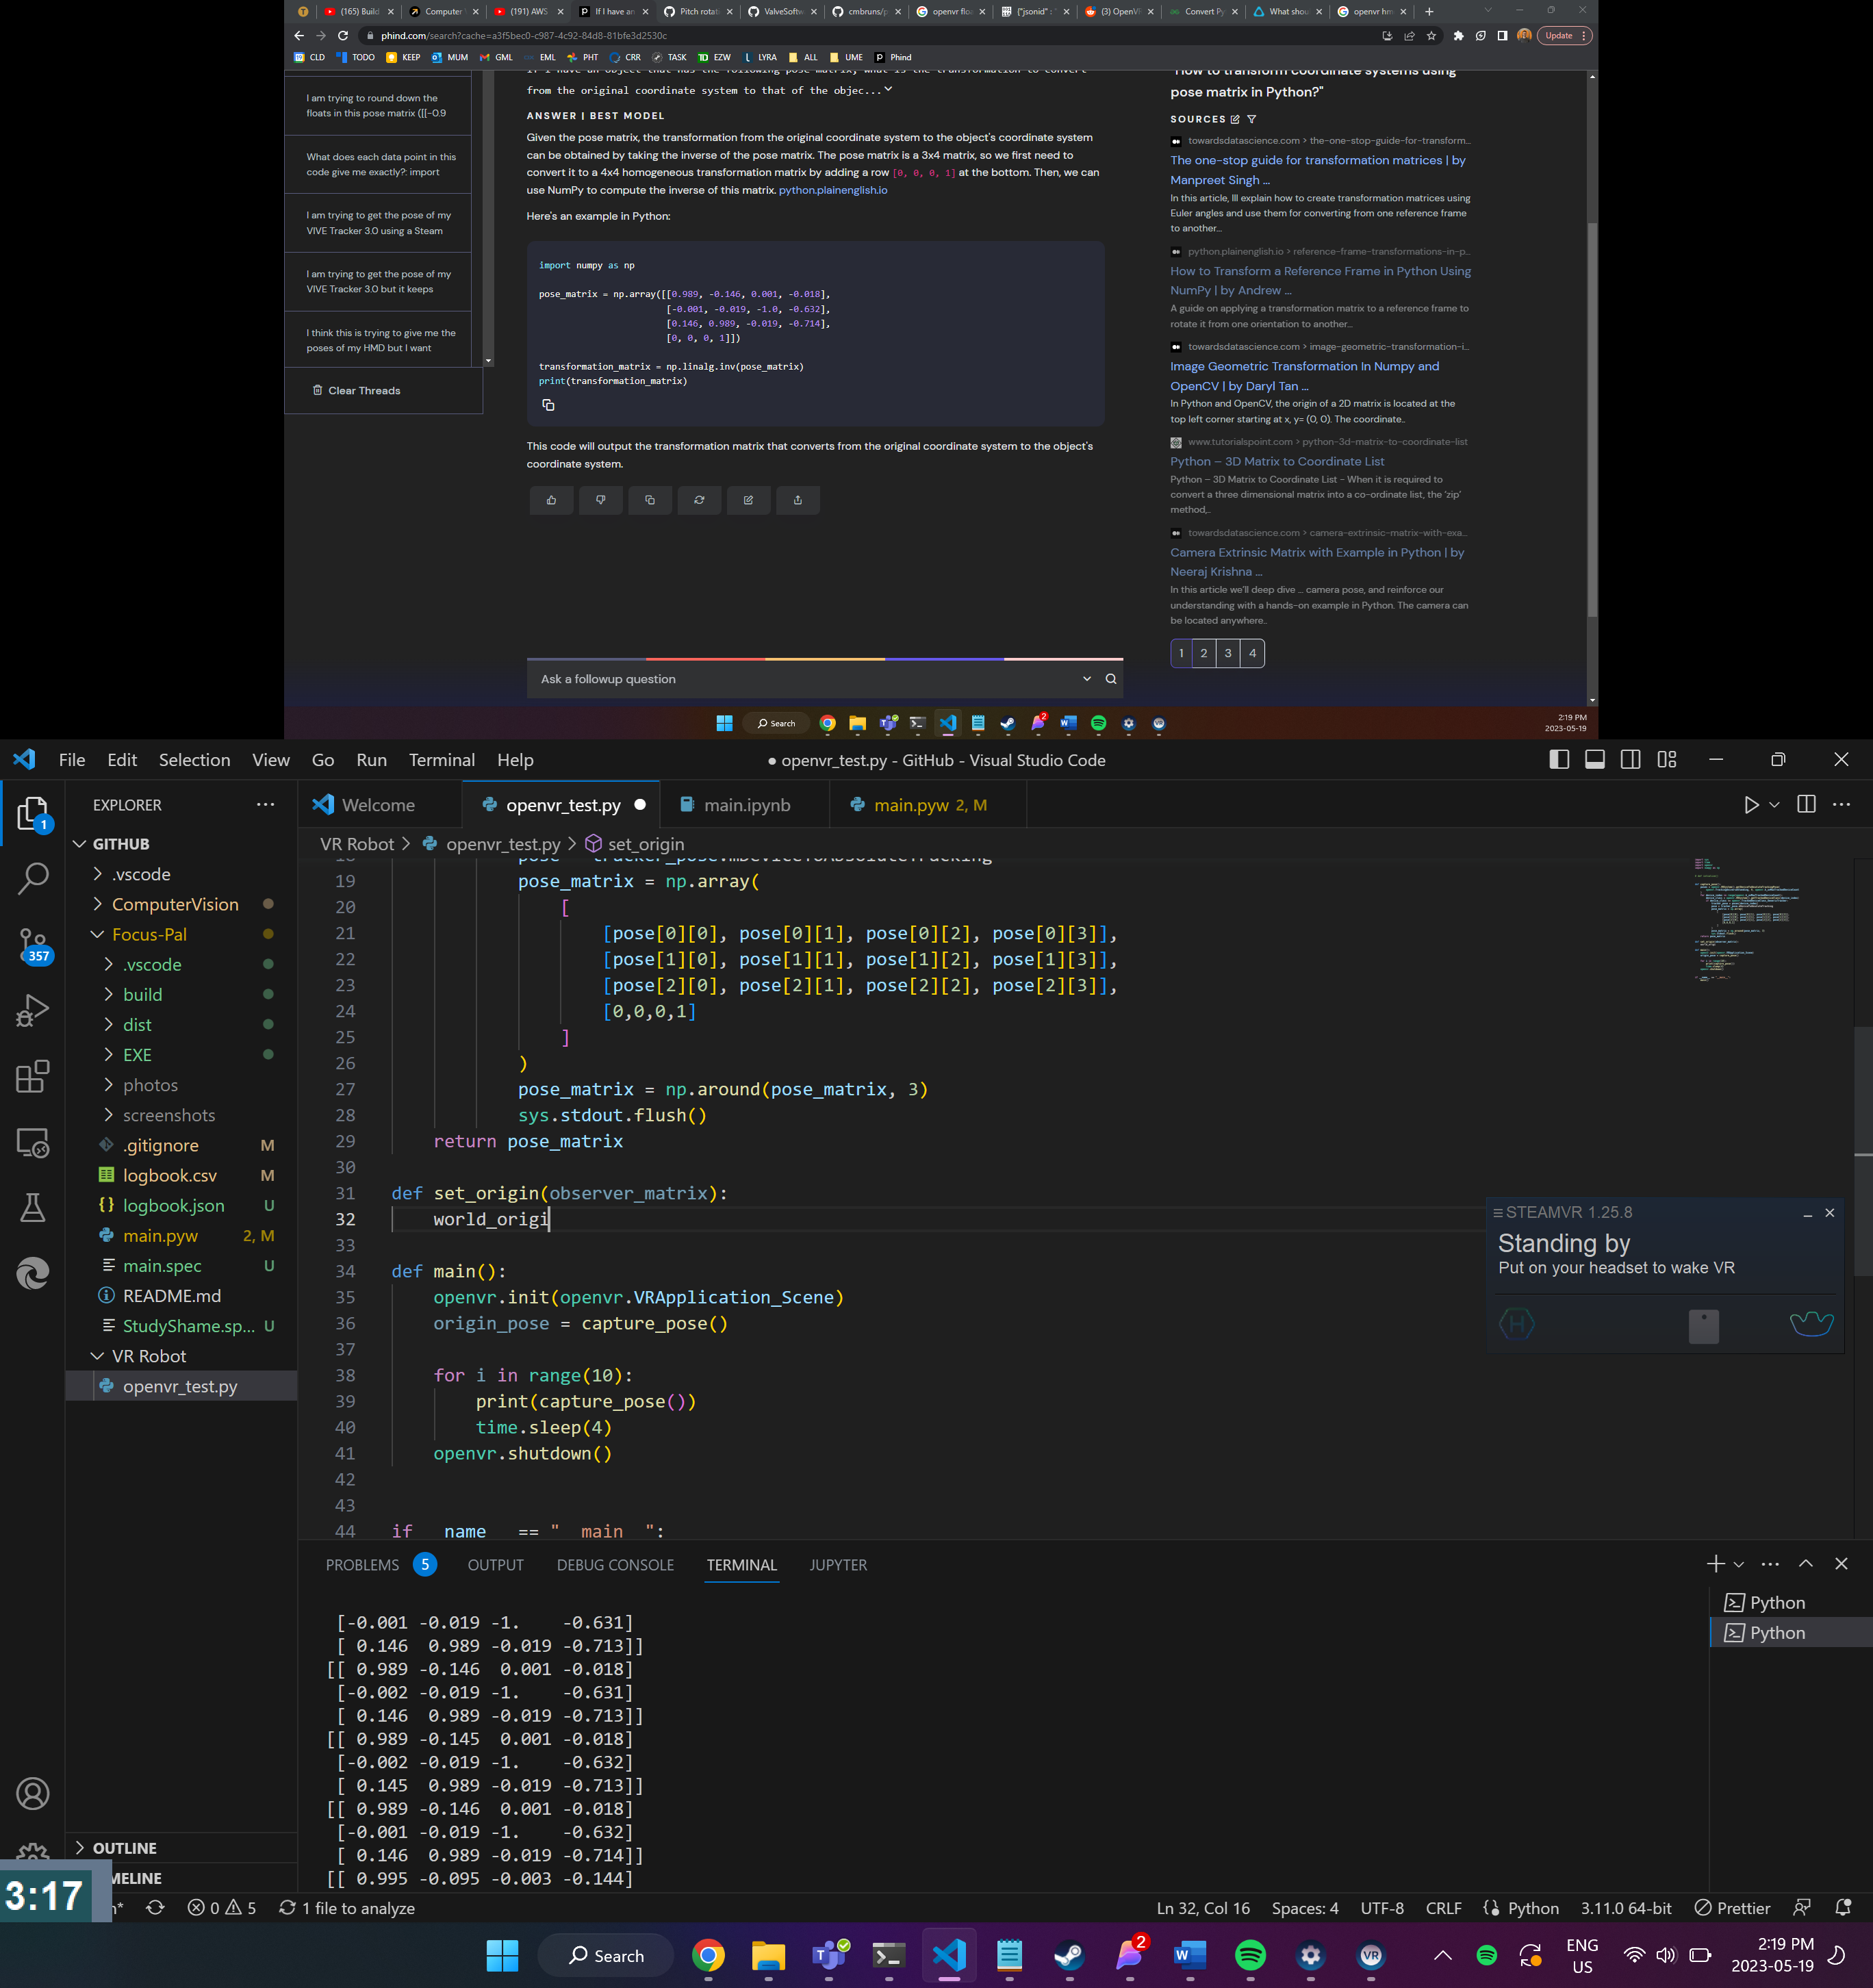 (165) Build
Computer
(191) AWS
If I have an
Pitch rotat
ValveSoftw
cmbruns/p
openvr floa
{"jsonid" : "
(3) OpenVR
Convert Py
What shou
openvr hm
phind.com/search?cache=a3f5bec0-c987-4c92-84d8-81bfe3d2530c
Update
CLD
TODO
KEEP
MUM
GML
EML
PHT
CRR
TASK
EZW
LYRA
ALL
UME
Phind
I am trying to round down the
floats in this pose matrix ([[-0.9
What does each data point in this
code give me exactly?: import
I am trying to get the pose of my
VIVE Tracker 3.0 using a Steam
I am trying to get the pose of my
VIVE Tracker 3.0 but it keeps
I think this is trying to give me the
poses of my HMD but I want
Clear Threads
If I have an object that has the following pose matrix, what is the transformation to convert
from the original coordinate system to that of the objec...
ANSWER | BEST MODEL
Given the pose matrix, the transformation from the original coordinate system to the object's coordinate system
can be obtained by taking the inverse of the pose matrix. The pose matrix is a 3x4 matrix, so we first need to
convert it to a 4x4 homogeneous transformation matrix by adding a row [0, 0, 0, 1] at the bottom. Then, we can
use NumPy to compute the inverse of this matrix. python.plainenglish.io
Here's an example in Python:
import numpy as np
pose_matrix = np.array([[0.989, -0.146, 0.001, -0.018],
[-0.001, -0.019, -1.0, -0.632],
[0.146, 0.989, -0.019, -0.714],
[0, 0, 0, 1]])
transformation_matrix = np.linalg.inv(pose_matrix)
print(transformation_matrix)
This code will output the transformation matrix that converts from the original coordinate system to the object's
coordinate system.
Ask a followup question
"How to transform coordinate systems using
pose matrix in Python?"
SOURCES
towardsdatascience.com > the-one-stop-guide-for-transform...
The one-stop guide for transformation matrices | by
Manpreet Singh ...
In this article, Ill explain how to create transformation matrices using
Euler angles and use them for converting from one reference frame
to another...
python.plainenglish.io > reference-frame-transformations-in-p...
How to Transform a Reference Frame in Python Using
NumPy | by Andrew ...
A guide on applying a transformation matrix to a reference frame to
rotate it from one orientation to another...
towardsdatascience.com > image-geometric-transformation-i...
Image Geometric Transformation In Numpy and
OpenCV | by Daryl Tan ...
In Python and OpenCV, the origin of a 2D matrix is located at the
top left corner starting at x, y= (0, 0). The coordinate..
www.tutorialspoint.com > python-3d-matrix-to-coordinate-list
Python – 3D Matrix to Coordinate List
Python – 3D Matrix to Coordinate List - When it is required to
convert a three dimensional matrix into a co-ordinate list, the 'zip'
method,..
towardsdatascience.com > camera-extrinsic-matrix-with-exa...
Camera Extrinsic Matrix with Example in Python | by
Neeraj Krishna ...
In this article we'll deep dive ... camera pose, and reinforce our
understanding with a hands-on example in Python. The camera can
be located anywhere..
1 2 3 4
Search
2
2:19 PM
2023-05-19
File Edit Selection View Go Run Terminal Help
● openvr_test.py - GitHub - Visual Studio Code
EXPLORER
Welcome
openvr_test.py
main.ipynb
main.pyw 2, M
VR Robot > openvr_test.py > set_origin
1
357
GITHUB
.vscode
ComputerVision
Focus-Pal
.vscode
build
dist
EXE
photos
screenshots
.gitignore M
logbook.csv M
logbook.json U
main.pyw 2, M
main.spec U
README.md
StudyShame.sp... U
VR Robot
openvr_test.py
OUTLINE
MELINE
18 pose = tracker_pose.mDeviceToAbsoluteTracking
19 pose_matrix = np.array(
20 [
21 [pose[0][0], pose[0][1], pose[0][2], pose[0][3]],
22 [pose[1][0], pose[1][1], pose[1][2], pose[1][3]],
23 [pose[2][0], pose[2][1], pose[2][2], pose[2][3]],
24 [0,0,0,1]
25 ]
26 )
27 pose_matrix = np.around(pose_matrix, 3)
28 sys.stdout.flush()
29 return pose_matrix
30
31 def set_origin(observer_matrix):
32 world_origi
33
34 def main():
35 openvr.init(openvr.VRApplication_Scene)
36 origin_pose = capture_pose()
37
38 for i in range(10):
39 print(capture_pose())
40 time.sleep(4)
41 openvr.shutdown()
42
43
44 if __name__ == "__main__":
STEAMVR 1.25.8
Standing by
Put on your headset to wake VR
PROBLEMS 5 OUTPUT DEBUG CONSOLE TERMINAL JUPYTER
[-0.001 -0.019 -1. -0.631]
[ 0.146 0.989 -0.019 -0.713]]
[[ 0.989 -0.146 0.001 -0.018]
[-0.002 -0.019 -1. -0.631]
[ 0.146 0.989 -0.019 -0.713]]
[[ 0.989 -0.145 0.001 -0.018]
[-0.002 -0.019 -1. -0.632]
[ 0.145 0.989 -0.019 -0.713]]
[[ 0.989 -0.146 0.001 -0.018]
[-0.001 -0.019 -1. -0.632]
[ 0.146 0.989 -0.019 -0.714]]
[[ 0.995 -0.095 -0.003 -0.144]
Python
Python
3:17
0 5
1 file to analyze
Ln 32, Col 16
Spaces: 4
UTF-8
CRLF
Python
3.11.0 64-bit
Prettier
Search
2
ENG
US
2:19 PM
2023-05-19